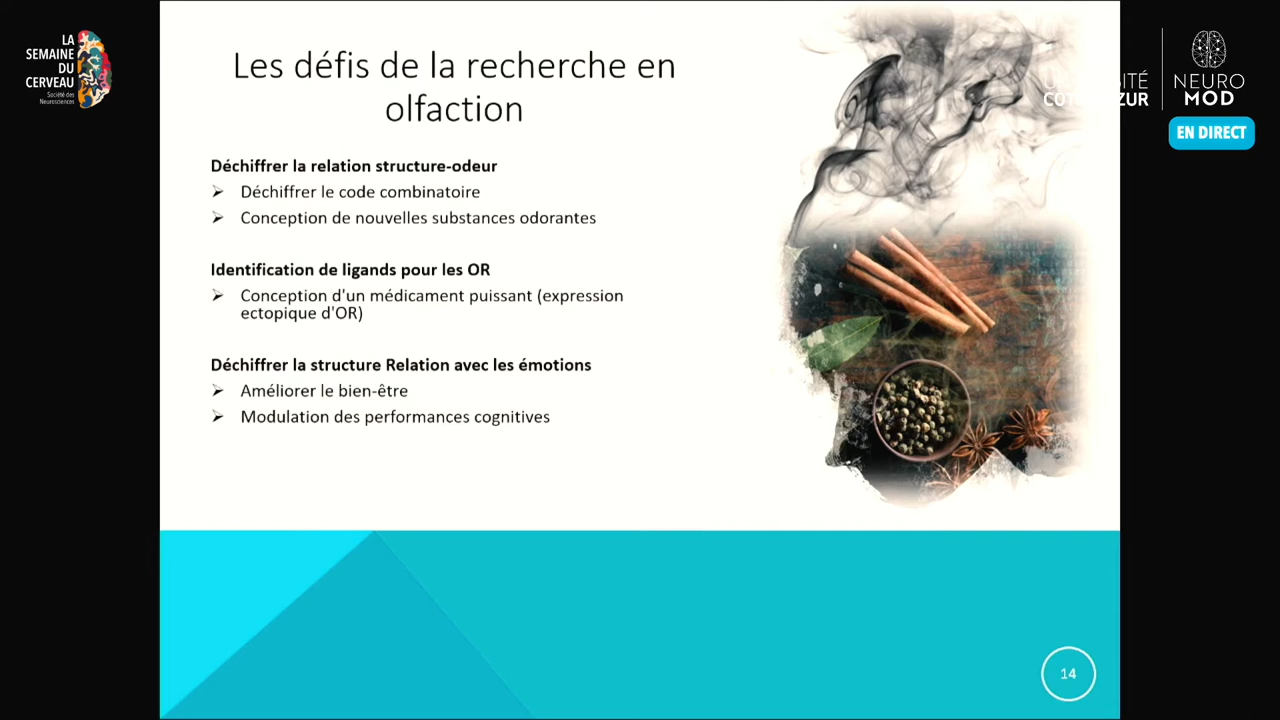 LA
SEMAINE
DU
CERVEAU
Société des
Neurosciences
Les défis de la recherche en
olfaction
Déchiffrer la relation structure-odeur
Déchiffrer le code combinatoire
Conception de nouvelles substances odorantes
Identification de ligands pour les OR
Conception d'un médicament puissant (expression
ectopique d'OR)
Déchiffrer la structure Relation avec les émotions
Améliorer le bien-être
Modulation des performances cognitives
NEURO
MOD
EN DIRECT
14